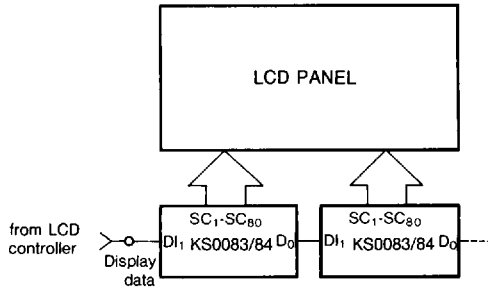 LCD PANEL
SC₁-SC₈₀
SC₁-SC₈₀
from LCD
controller
DI₁ KS0083/84 D₀
DI₁ KS0083/84 D₀
Display
data